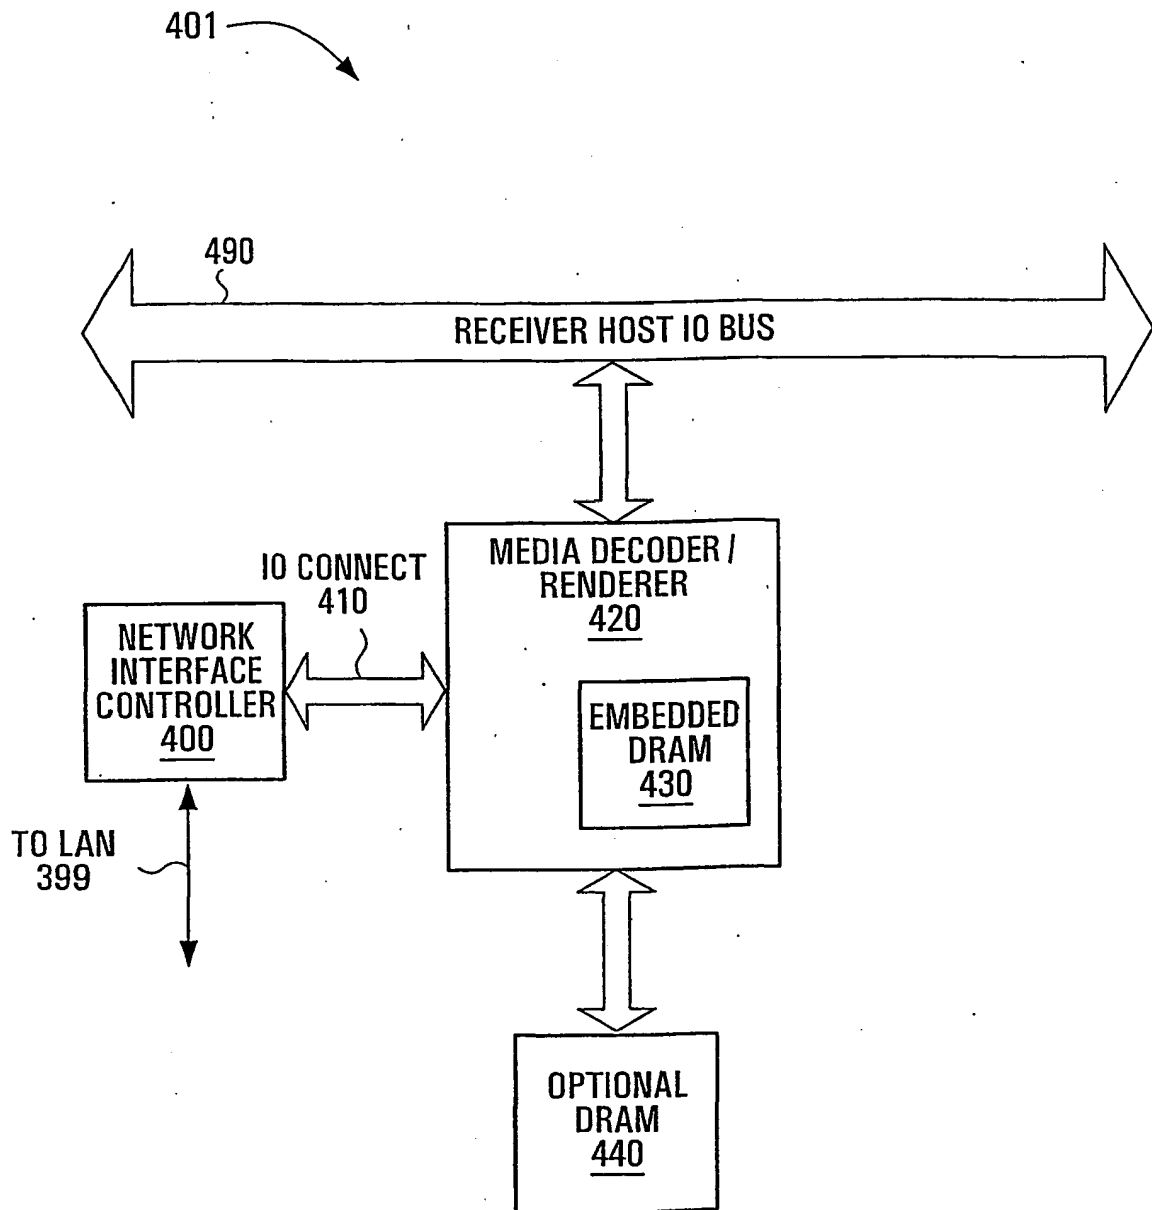 401
490
RECEIVER HOST IO BUS
MEDIA DECODER /
RENDERER
420
IO CONNECT
410
NETWORK
INTERFACE
CONTROLLER
400
EMBEDDED
DRAM
430
TO LAN
399
OPTIONAL
DRAM
440